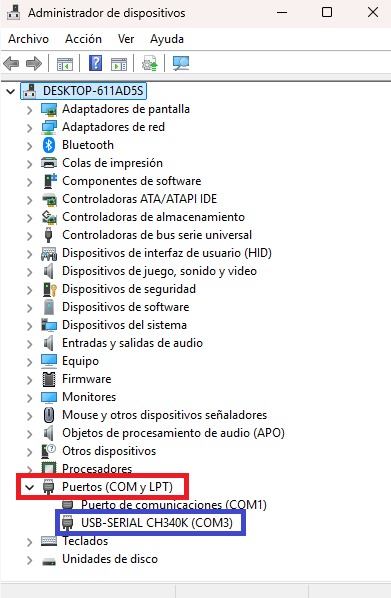 Administrador de dispositivos
Archivo Acción Ver Ayuda
DESKTOP-611AD5S
Adaptadores de pantalla
Adaptadores de red
Bluetooth
Colas de impresión
Componentes de software
Controladoras ATA/ATAPI IDE
Controladoras de almacenamiento
Controladoras de bus serie universal
Dispositivos de interfaz de usuario (HID)
Dispositivos de juego, sonido y video
Dispositivos de seguridad
Dispositivos de software
Dispositivos del sistema
Entradas y salidas de audio
Equipo
Firmware
Monitores
Mouse y otros dispositivos señaladores
Objetos de procesamiento de audio (APO)
Otros dispositivos
Procesadores
Puertos (COM y LPT)
Puerto de comunicaciones (COM1)
USB-SERIAL CH340K (COM3)
Teclados
Unidades de disco